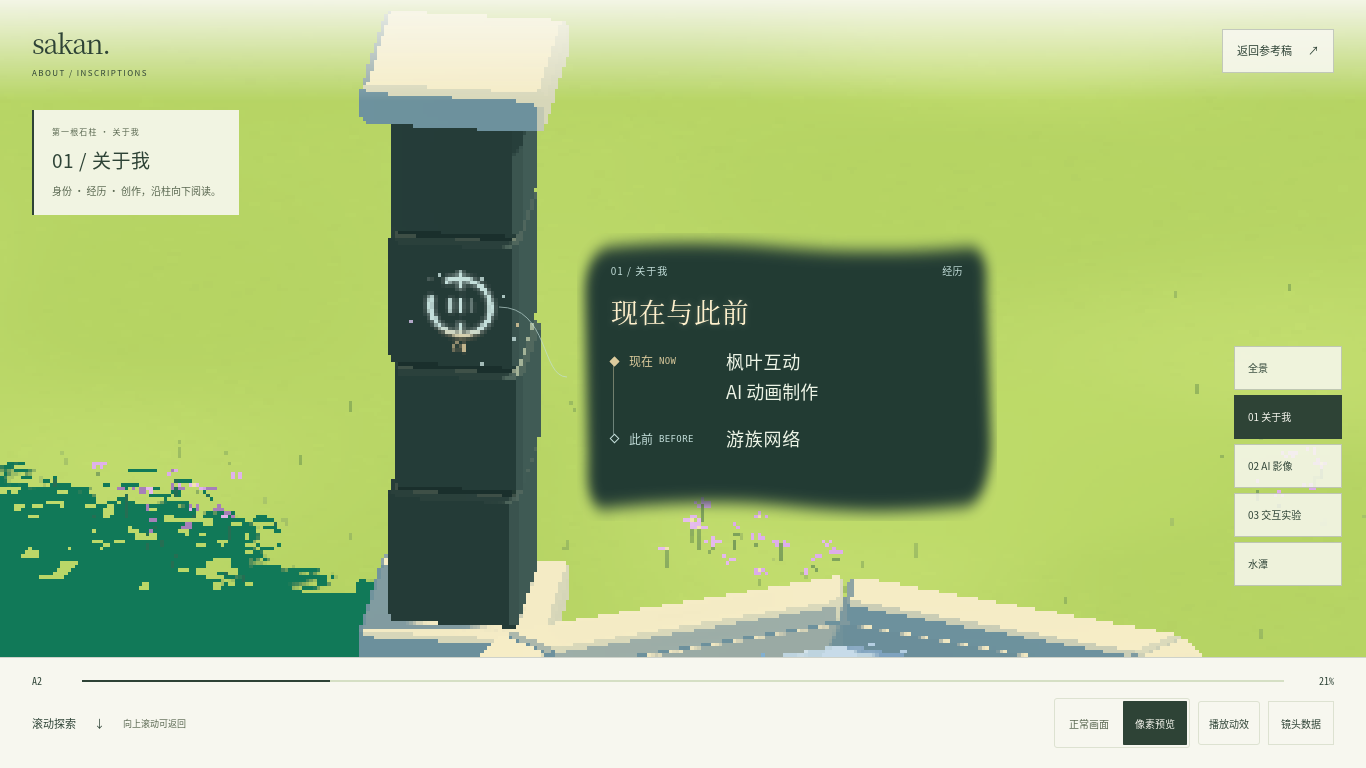 sakan.
ABOUT / INSCRIPTIONS
返回参考稿 ↗
第一根石柱 · 关于我
01 / 关于我
身份 · 经历 · 创作，沿柱向下阅读。
01 / 关于我 经历
现在与此前
现在 NOW 枫叶互动
AI 动画制作
此前 BEFORE 游族网络
全景
01 关于我
02 AI 影像
03 交互实验
水潭
A2 21%
滚动探索 ↓ 向上滚动可返回
正常画面 像素预览 播放动效 镜头数据